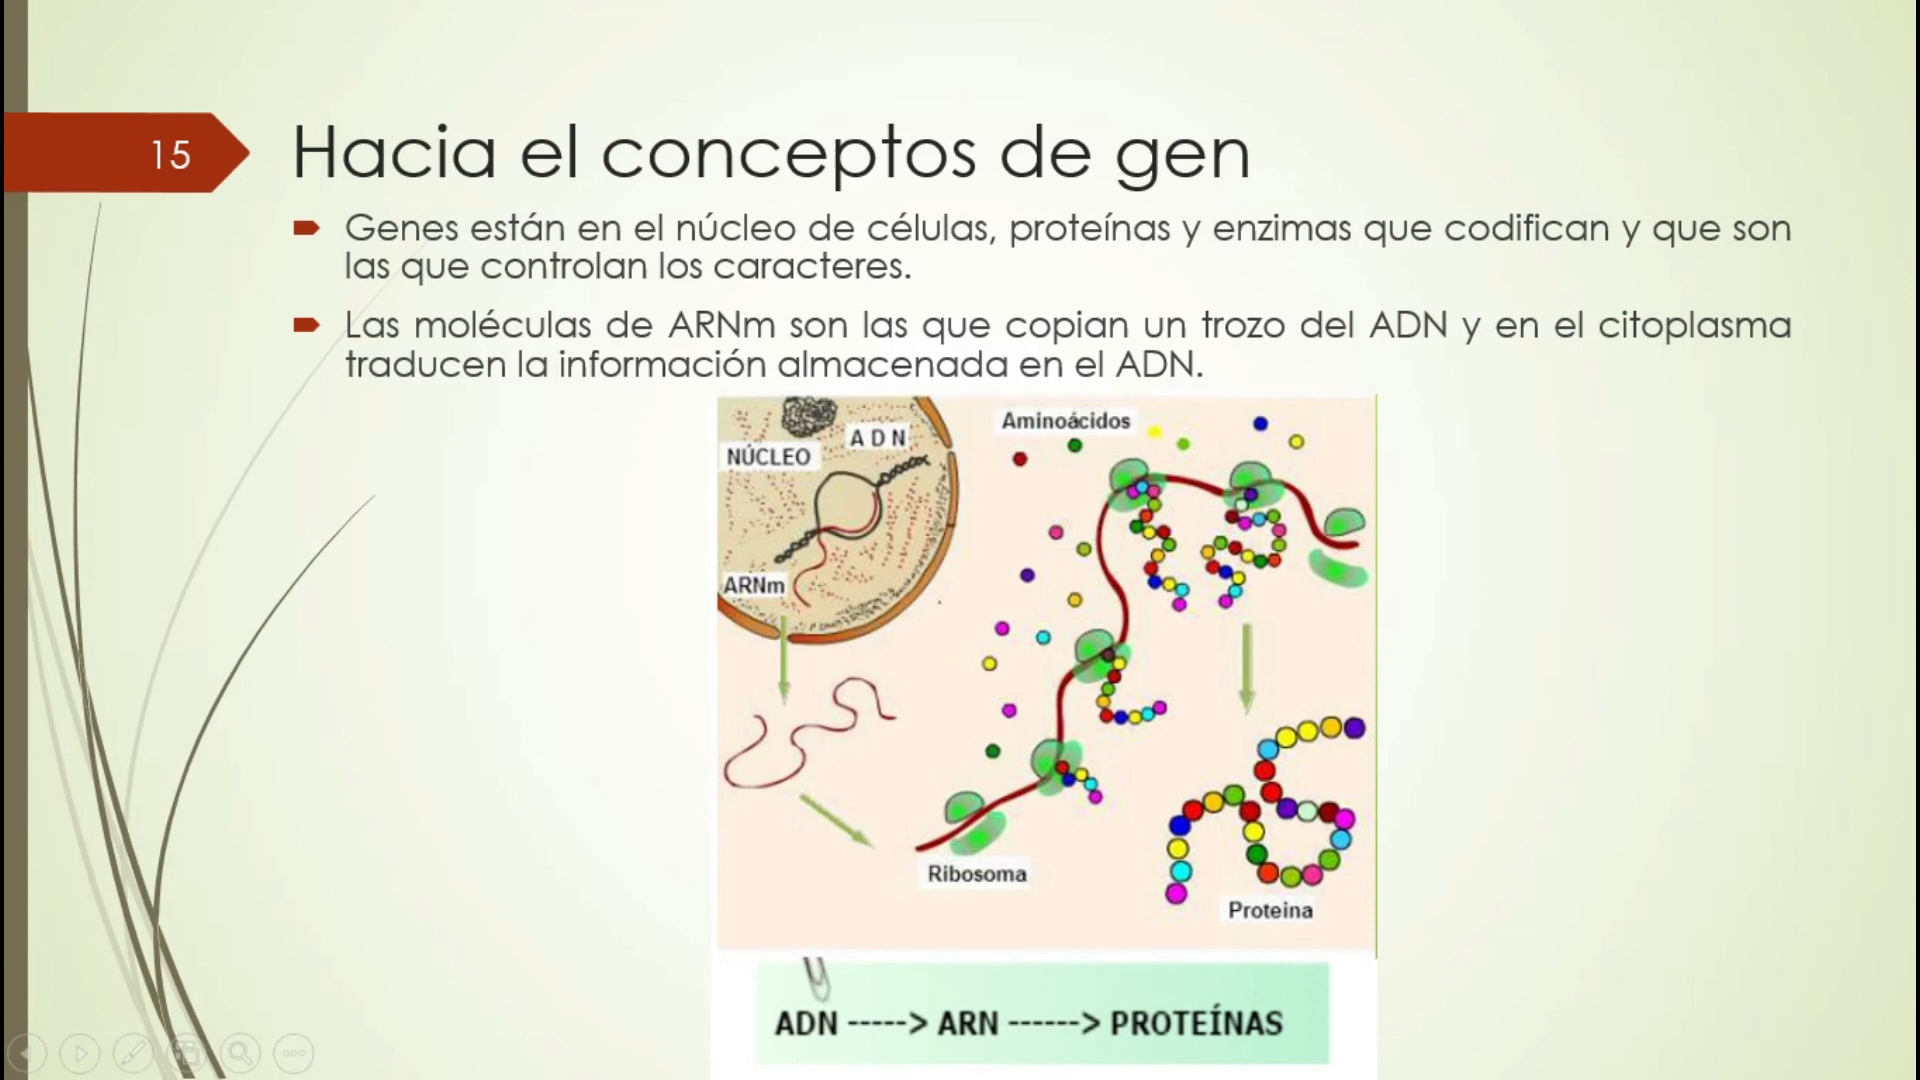 15
Hacia el conceptos de gen
Genes están en el núcleo de células, proteínas y enzimas que codifican y que son
las que controlan los caracteres.
Las moléculas de ARNm son las que copian un trozo del ADN y en el citoplasma
traducen la información almacenada en el ADN.
Aminoácidos
A D N
NÚCLEO
ARNm
Ribosoma
Proteina
ADN -----> ARN ------> PROTEÍNAS